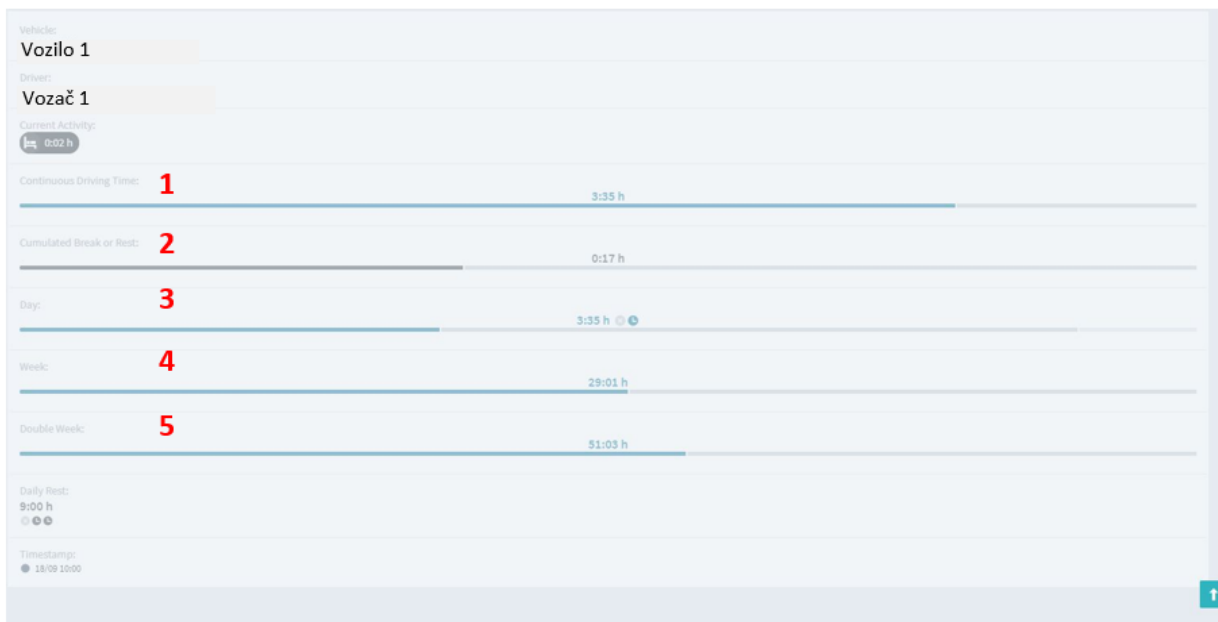 Vehicle:
Vozilo 1
Driver:
Vozač 1
Current Activity:
0:02 h
Continuous Driving Time: 1
3:35 h
Cumulated Break or Rest: 2
0:17 h
Day: 3
3:35 h
Week: 4
29:01 h
Double Week: 5
51:03 h
Daily Rest:
9:00 h
Timestamp:
18/09 10:00